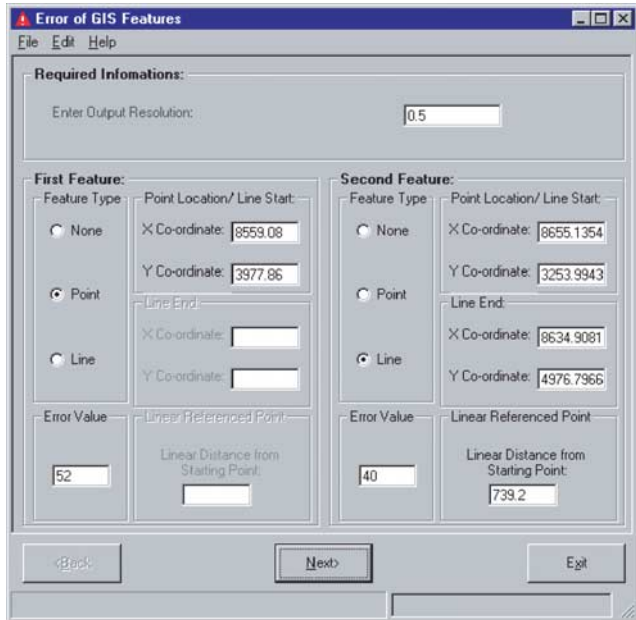 Error of GIS Features
File Edit Help
Required Infomations:
Enter Output Resolution: 0.5
First Feature:
Feature Type
None
Point
Line
Point Location/ Line Start:
X Co-ordinate: 8559.08
Y Co-ordinate: 3977.86
Line End:
X Co-ordinate:
Y Co-ordinate:
Error Value
52
Linear Referenced Point
Linear Distance from
Starting Point:
Second Feature:
Feature Type
None
Point
Line
Point Location/ Line Start:
X Co-ordinate: 8655.1354
Y Co-ordinate: 3253.9943
Line End:
X Co-ordinate: 8634.9081
Y Co-ordinate: 4976.7966
Error Value
40
Linear Referenced Point
Linear Distance from
Starting Point:
739.2
<Back
Next>
Exit